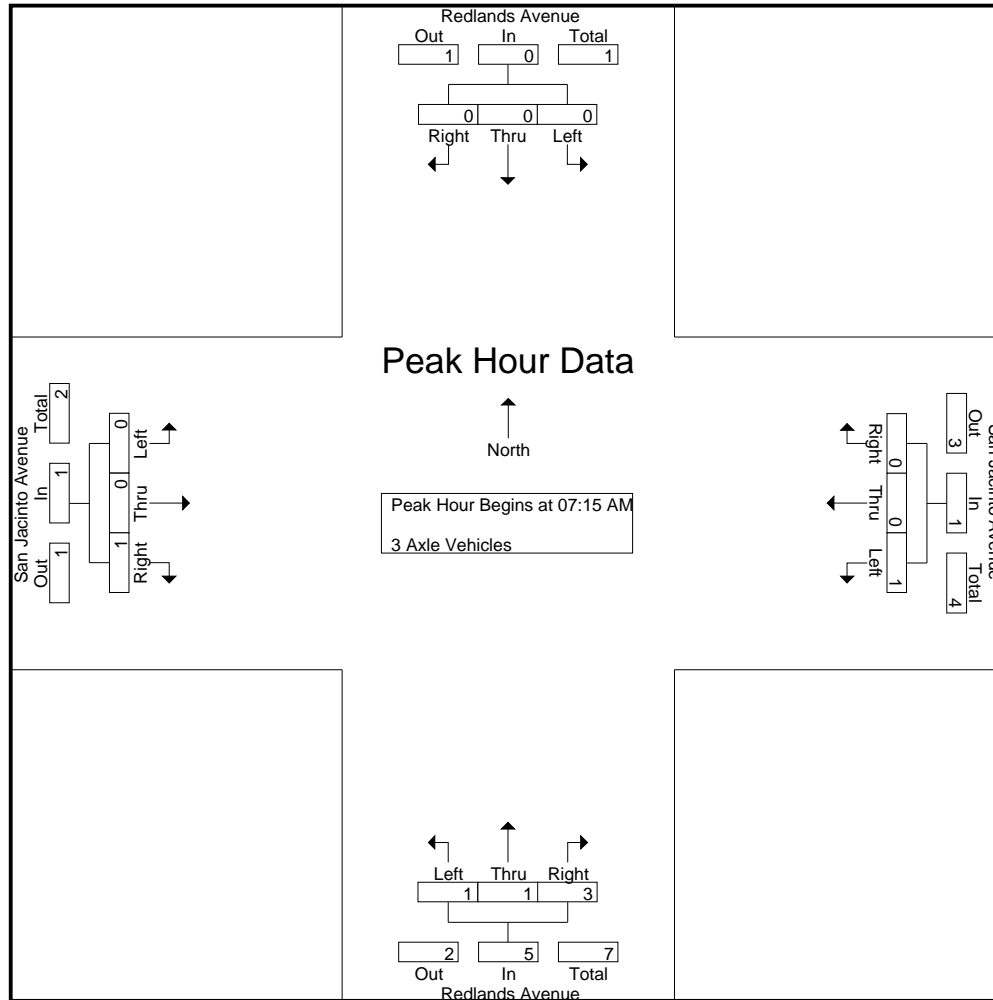 Redlands Avenue
Out In Total
1 0 1
0 0 0
Right Thru Left
Peak Hour Data
North
Peak Hour Begins at 07:15 AM
3 Axle Vehicles
San Jacinto Avenue
Total In Out
2 1 1
0 0 1
Left Thru Right
San Jacinto Avenue
Out In Total
3 1 4
0 0 1
Right Thru Left
Left Thru Right
1 1 3
2 5 7
Out In Total
Redlands Avenue